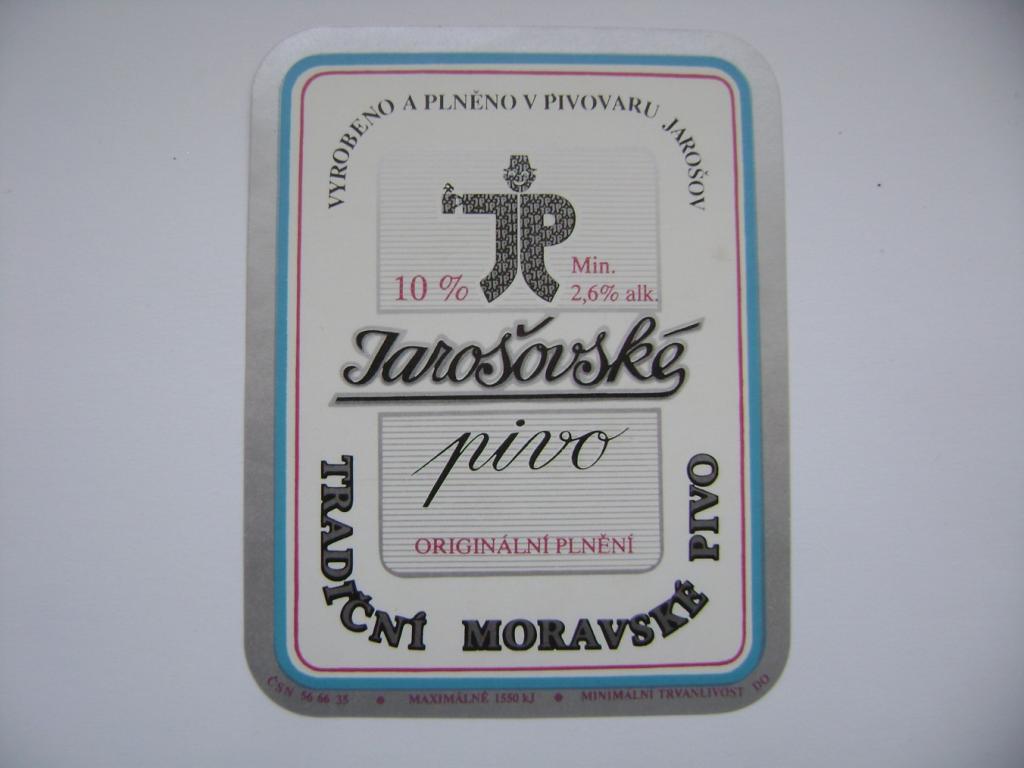 VYROBENO A PLNĚNO V PIVOVARU JAROŠOV
JP
10 %
Min.
2,6% alk.
Jarošovské
pivo
ORIGINÁLNÍ PLNĚNÍ
TRADIČNÍ MORAVSKÉ PIVO
ČSN 56 66 35 • MAXIMÁLNĚ 1550 kJ • MINIMÁLNÍ TRVANLIVOST DO